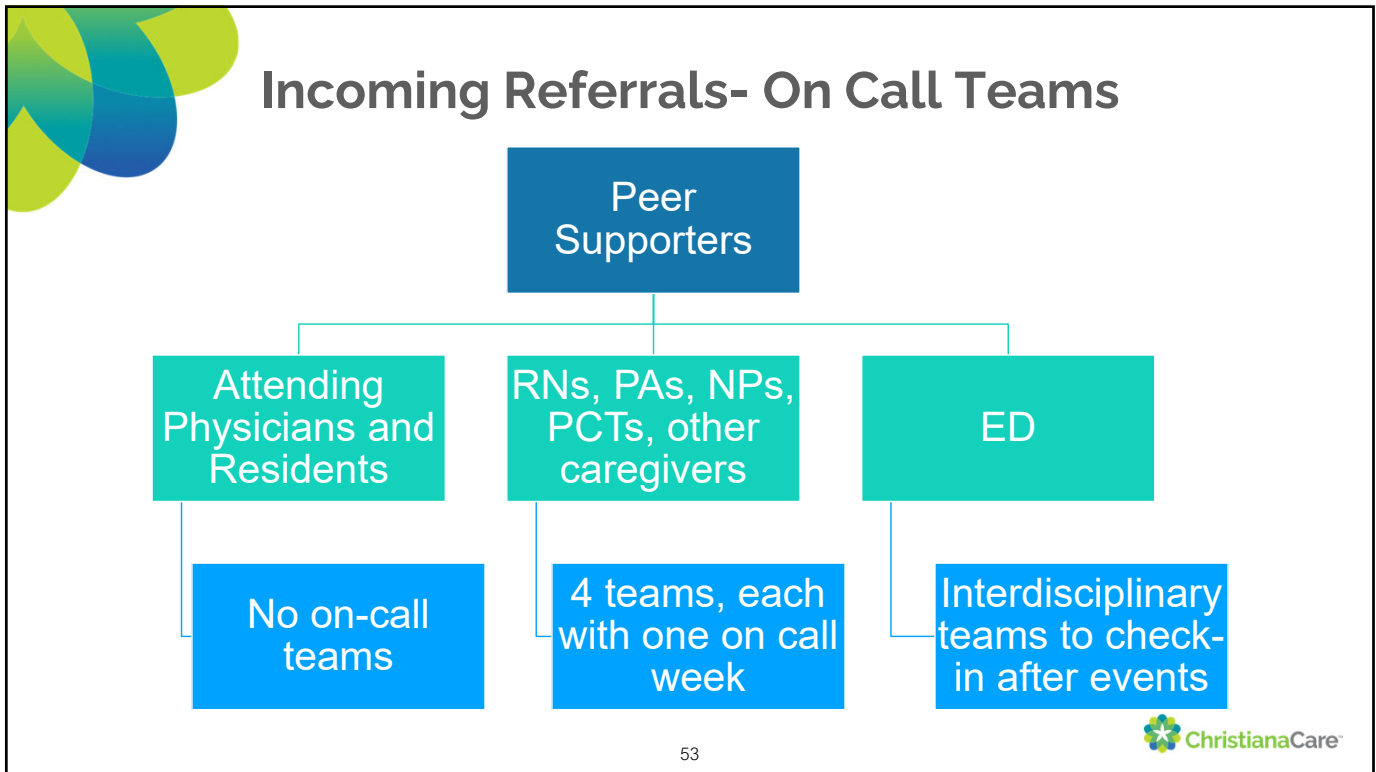 Incoming Referrals- On Call Teams
Peer
Supporters
Attending
Physicians and
Residents
RNs, PAs, NPs,
PCTs, other
caregivers
ED
No on-call
teams
4 teams, each
with one on call
week
Interdisciplinary
teams to check-
in after events
53
ChristianaCare™